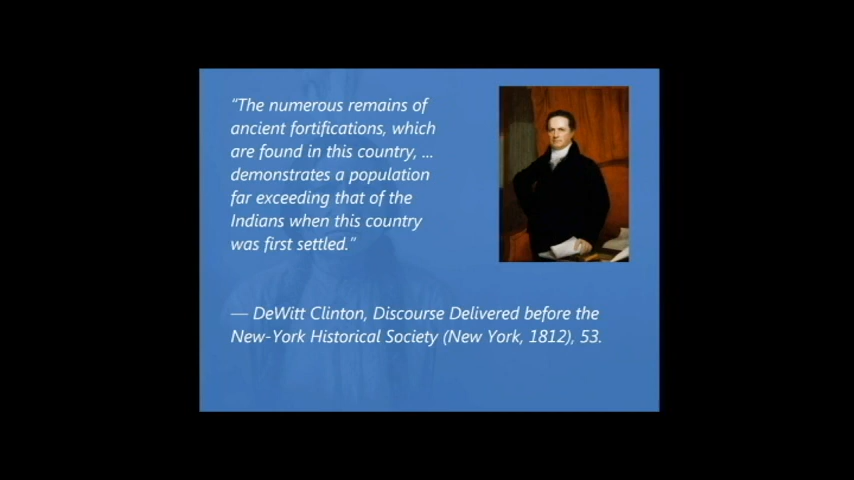 “The numerous remains of
ancient fortifications, which
are found in this country, ...
demonstrates a population
far exceeding that of the
Indians when this country
was first settled.”
— DeWitt Clinton, Discourse Delivered before the
New-York Historical Society (New York, 1812), 53.